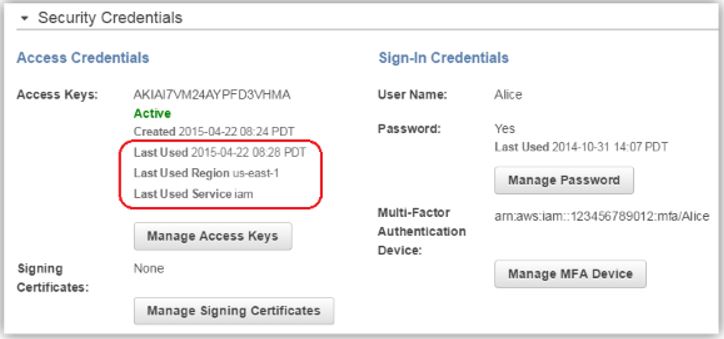 Security Credentials
Access Credentials
Access Keys: AKIAI7VM24AYPFD3VHMA
Active
Created 2015-04-22 08:24 PDT
Last Used 2015-04-22 08:28 PDT
Last Used Region us-east-1
Last Used Service iam
Manage Access Keys
Signing Certificates: None
Manage Signing Certificates
Sign-In Credentials
User Name: Alice
Password: Yes
Last Used 2014-10-31 14:07 PDT
Manage Password
Multi-Factor Authentication Device: arn:aws:iam::123456789012:mfa/Alice
Manage MFA Device